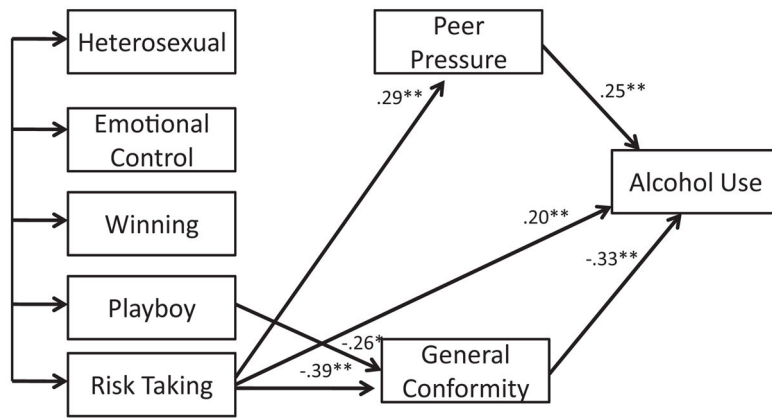 Heterosexual
Emotional
Control
Winning
Playboy
Risk Taking
Peer
Pressure
General
Conformity
Alcohol Use
.29**
.25**
.20**
-.33**
-.26*
-.39**